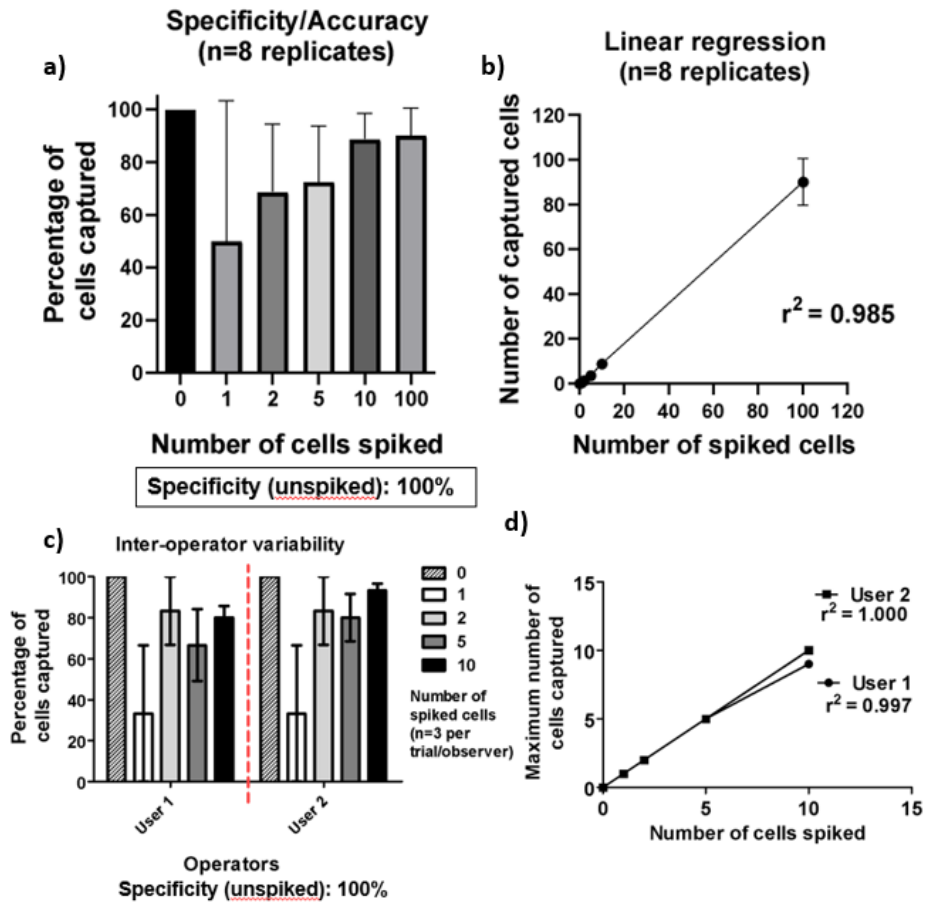 a)
Specificity/Accuracy
(n=8 replicates)
Percentage of
cells captured
100
80
60
40
20
0
0 1 2 5 10 100
Number of cells spiked
Specificity (unspiked): 100%
b)
Linear regression
(n=8 replicates)
Number of captured cells
120
100
80
60
40
20
0
r² = 0.985
0 20 40 60 80 100 120
Number of spiked cells
c)
Inter-operator variability
Percentage of
cells captured
100
80
60
40
20
0
User 1 User 2
Operators
Specificity (unspiked): 100%
0
1
2
5
10
Number of
spiked cells
(n=3 per
trial/observer)
d)
Maximum number of
cells captured
15
10
5
0
User 2
r² = 1.000
User 1
r² = 0.997
0 5 10 15
Number of cells spiked